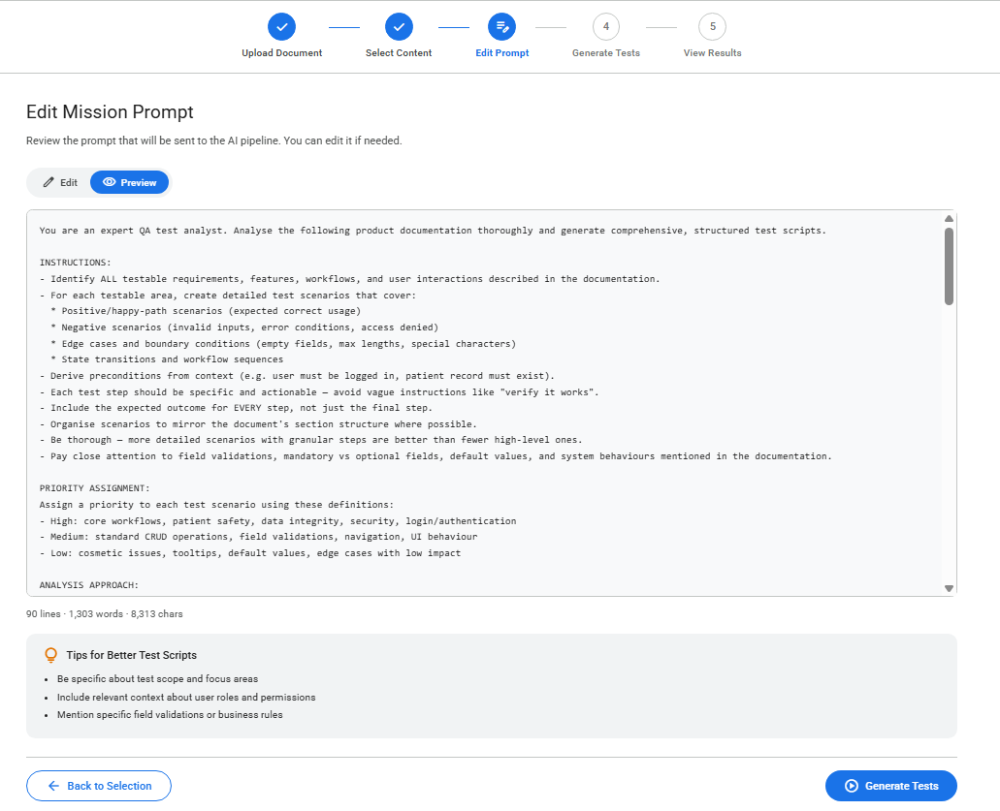 4
5
Upload Document
Select Content
Edit Prompt
Generate Tests
View Results
Edit Mission Prompt
Review the prompt that will be sent to the AI pipeline. You can edit it if needed.
Edit
Preview
You are an expert QA test analyst. Analyse the following product documentation thoroughly and generate comprehensive, structured test scripts.
INSTRUCTIONS:
- Identify ALL testable requirements, features, workflows, and user interactions described in the documentation.
- For each testable area, create detailed test scenarios that cover:
* Positive/happy-path scenarios (expected correct usage)
* Negative scenarios (invalid inputs, error conditions, access denied)
* Edge cases and boundary conditions (empty fields, max lengths, special characters)
* State transitions and workflow sequences
- Derive preconditions from context (e.g. user must be logged in, patient record must exist).
- Each test step should be specific and actionable — avoid vague instructions like "verify it works".
- Include the expected outcome for EVERY step, not just the final step.
- Organise scenarios to mirror the document's section structure where possible.
- Be thorough — more detailed scenarios with granular steps are better than fewer high-level ones.
- Pay close attention to field validations, mandatory vs optional fields, default values, and system behaviours mentioned in the documentation.
PRIORITY ASSIGNMENT:
Assign a priority to each test scenario using these definitions:
- High: core workflows, patient safety, data integrity, security, login/authentication
- Medium: standard CRUD operations, field validations, navigation, UI behaviour
- Low: cosmetic issues, tooltips, default values, edge cases with low impact
ANALYSIS APPROACH:
90 lines · 1,303 words · 8,313 chars
Tips for Better Test Scripts
• Be specific about test scope and focus areas
• Include relevant context about user roles and permissions
• Mention specific field validations or business rules
Back to Selection
Generate Tests